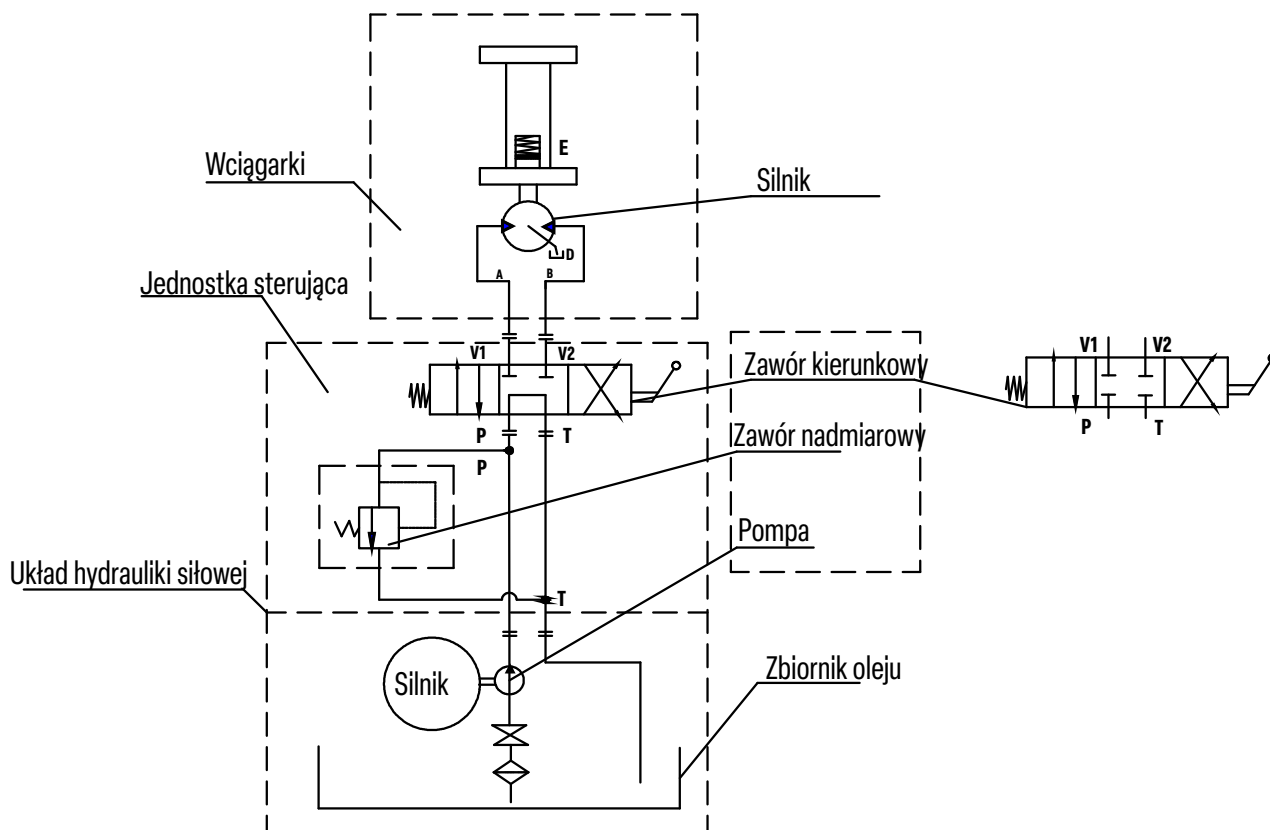 Wciągarki
E
Silnik
D
A
B
Jednostka sterująca
V1
V2
Zawór kierunkowy
V1
V2
P
T
P
T
P
Zawór nadmiarowy
Pompa
Układ hydrauliki siłowej
T
Silnik
Zbiornik oleju